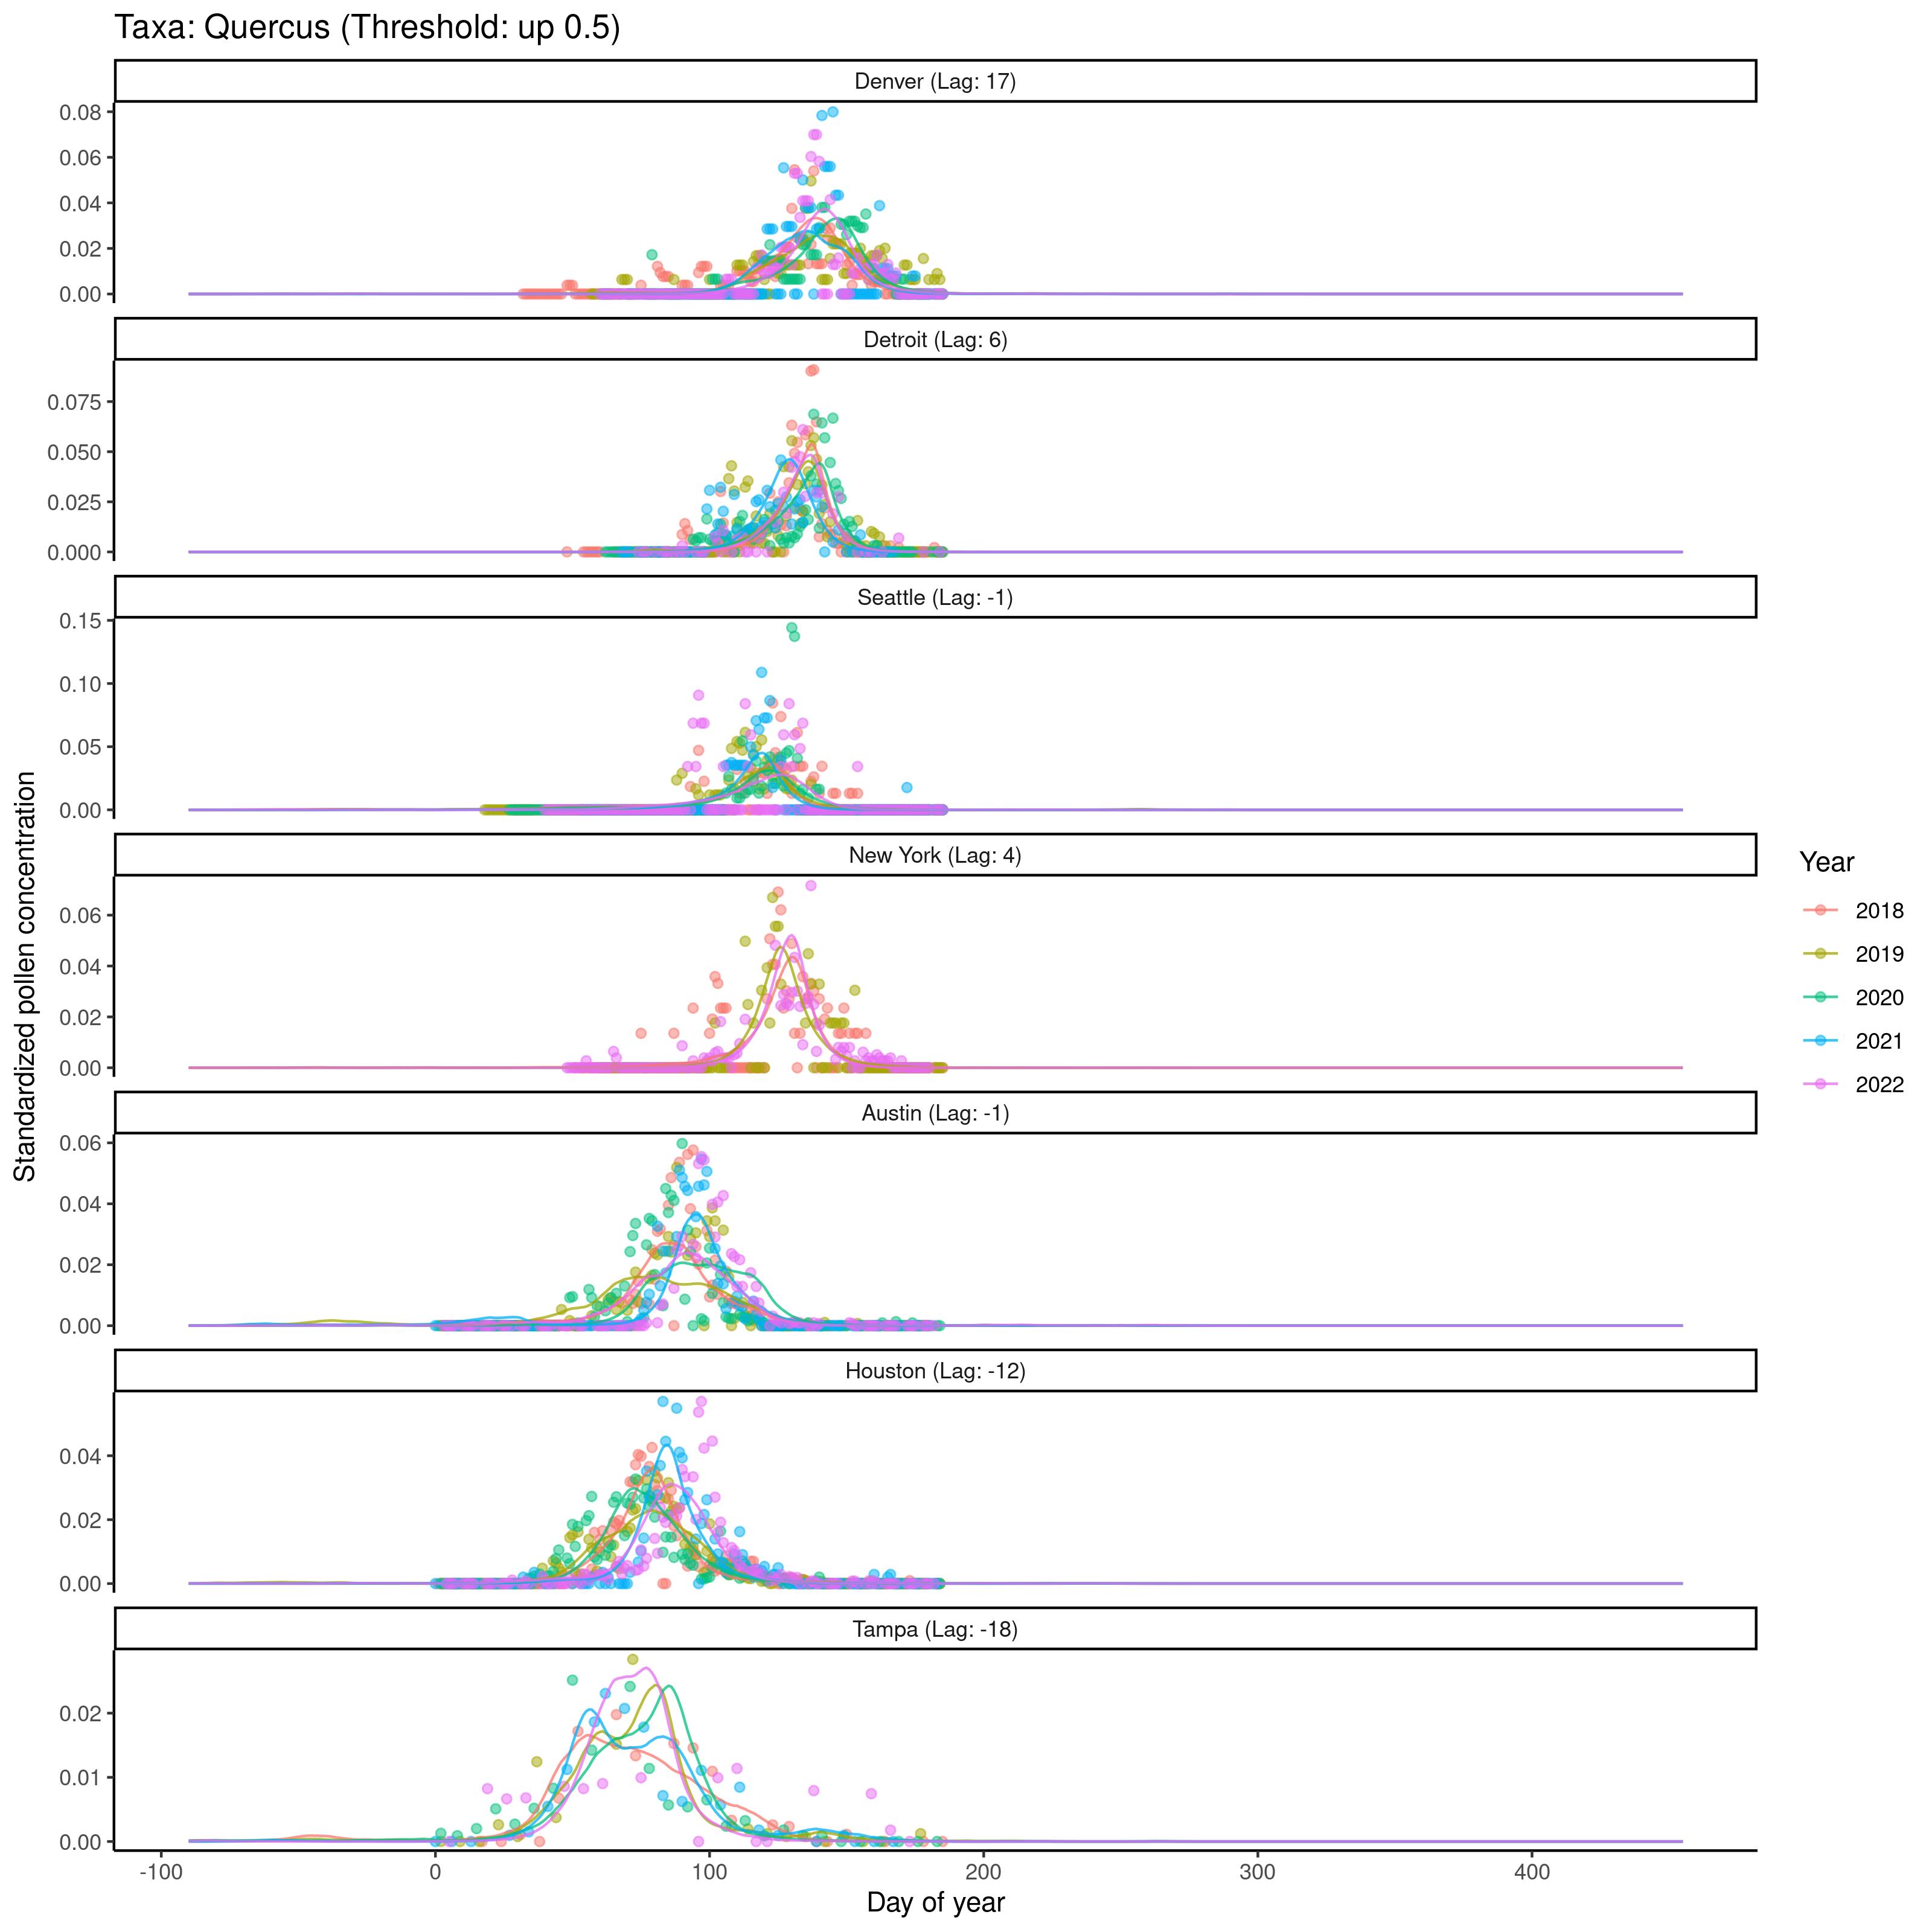 Taxa: Quercus (Threshold: up 0.5)
Denver (Lag: 17)
0.08
0.06
0.04
0.02
0.00
Detroit (Lag: 6)
0.075
0.050
0.025
0.000
Seattle (Lag: -1)
0.15
0.10
0.05
0.00
New York (Lag: 4)
0.06
0.04
0.02
0.00
Austin (Lag: -1)
0.06
0.04
0.02
0.00
Houston (Lag: -12)
0.04
0.02
0.00
Tampa (Lag: -18)
0.02
0.01
0.00
-100 0 100 200 300 400
Day of year
Standardized pollen concentration
Year
2018
2019
2020
2021
2022